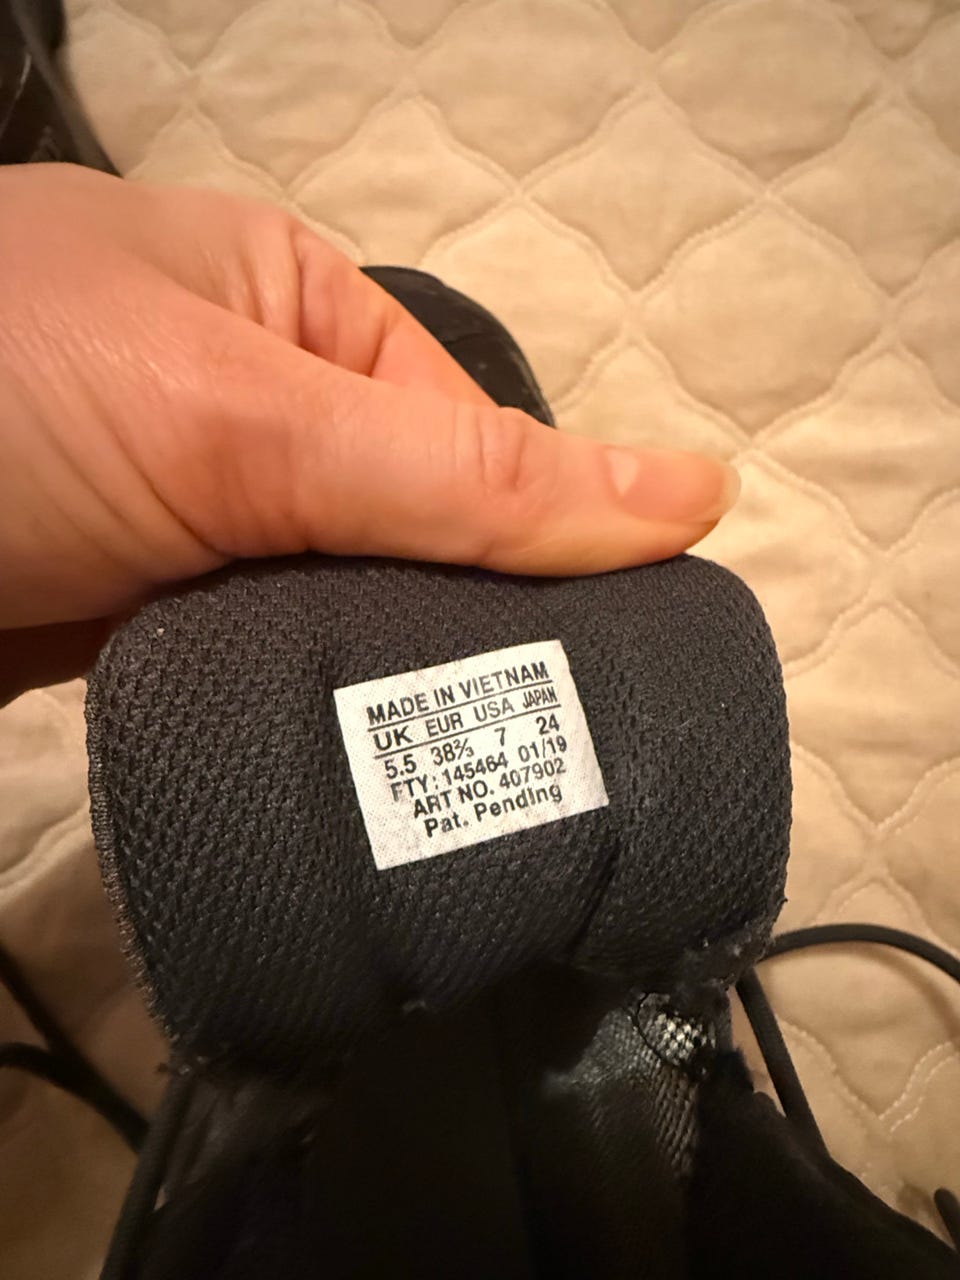 MADE IN VIETNAM
UK EUR USA JAPAN
5.5 38⅔ 7 24
FTY: 145464 01/19
ART NO. 407902
Pat. Pending